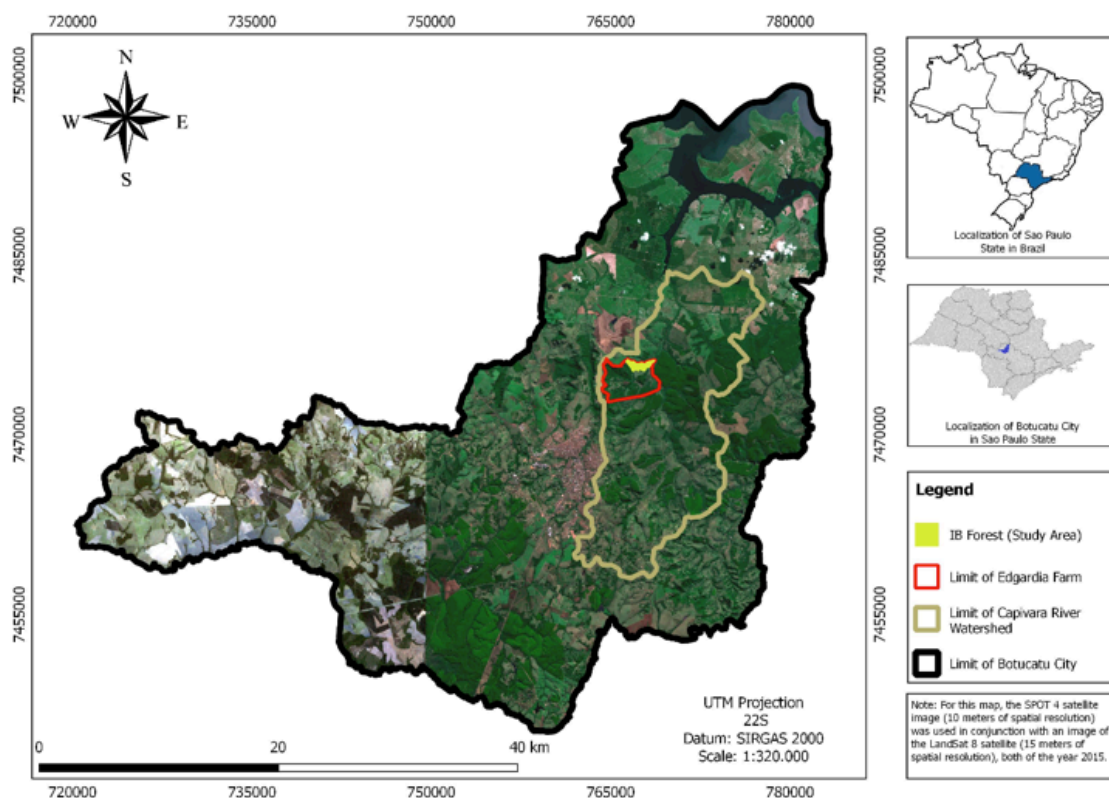 720000 735000 750000 765000 780000
7500000
7485000
7470000
7455000
N
W E
S
UTM Projection
22S
Datum: SIRGAS 2000
Scale: 1:320.000
0 20 40 km
7500000
7485000
7470000
7455000
720000 735000 750000 765000 780000
Localization of Sao Paulo
State in Brazil
Localization of Botucatu City
in Sao Paulo State
Legend
IB Forest (Study Area)
Limit of Edgardia Farm
Limit of Capivara River
Watershed
Limit of Botucatu City
Note: For this map, the SPOT 4 satellite
image (10 meters of spatial resolution)
was used in conjunction with an image of
the LandSat 8 satellite (15 meters of
spatial resolution), both of the year 2015.